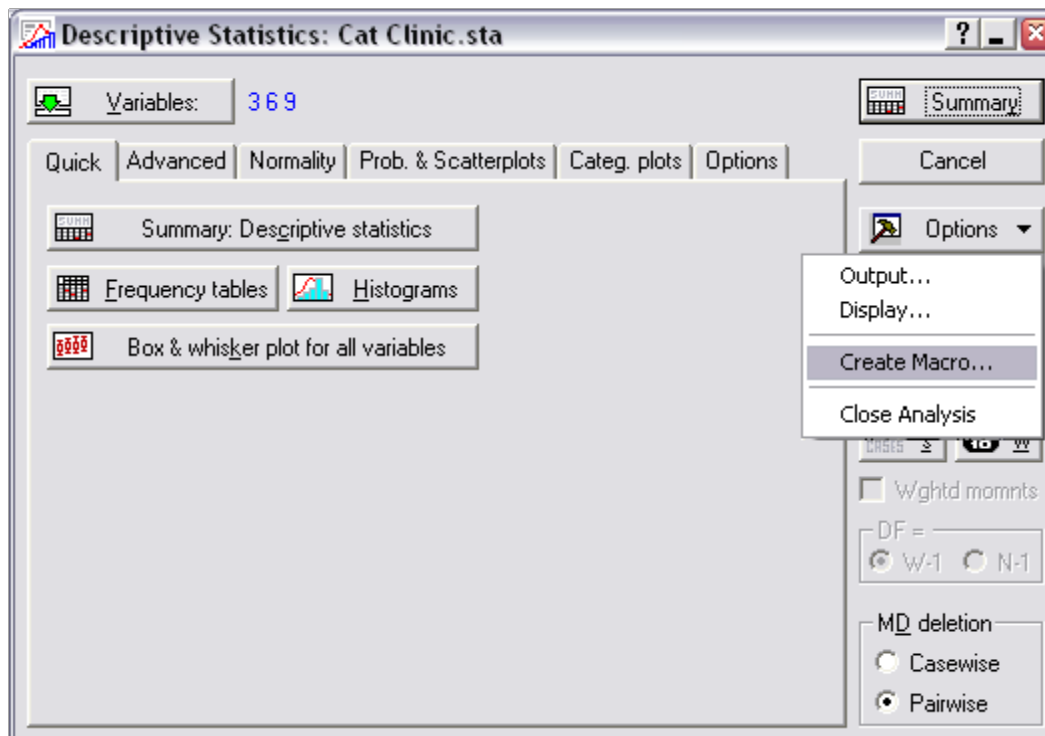 Descriptive Statistics: Cat Clinic.sta
Variables: 3 6 9
Summary
Quick Advanced Normality Prob. & Scatterplots Categ. plots Options
Cancel
Summary: Descriptive statistics
Options
Frequency tables Histograms
Box & whisker plot for all variables
Output...
Display...
Create Macro...
Close Analysis
S W
Wghtd momnts
DF =
W-1 N-1
MD deletion
Casewise
Pairwise